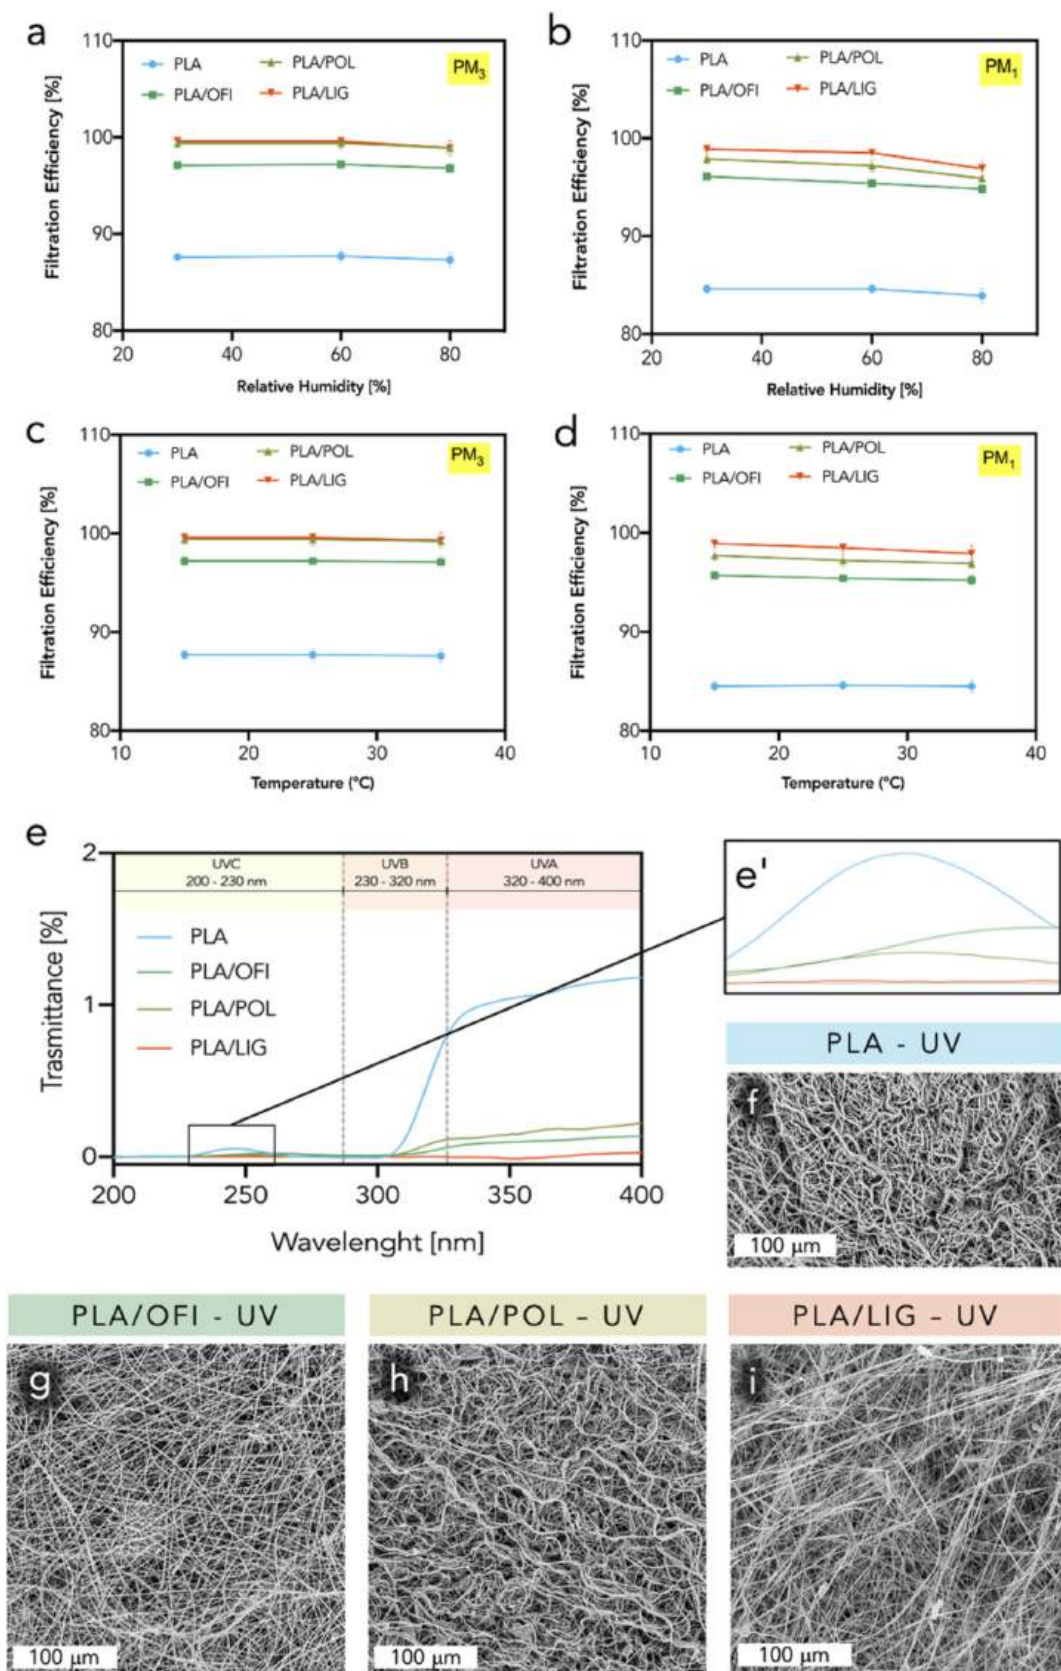 a
110
100
90
80
20
40
60
80
Filtration Efficiency [%]
Relative Humidity [%]
PLA
PLA/POL
PLA/OFI
PLA/LIG
PM3
b
110
100
90
80
20
40
60
80
Filtration Efficiency [%]
Relative Humidity [%]
PLA
PLA/POL
PLA/OFI
PLA/LIG
PM1
c
110
100
90
80
10
20
30
40
Filtration Efficiency [%]
Temperature (°C)
PLA
PLA/POL
PLA/OFI
PLA/LIG
PM3
d
110
100
90
80
10
20
30
40
Filtration Efficiency [%]
Temperature (°C)
PLA
PLA/POL
PLA/OFI
PLA/LIG
PM1
e
2
1
0
200
250
300
350
400
Trasmittance [%]
Wavelenght [nm]
UVC
200 - 230 nm
UVB
230 - 320 nm
UVA
320 - 400 nm
PLA
PLA/OFI
PLA/POL
PLA/LIG
e'
PLA - UV
f
100 µm
PLA/OFI - UV
g
100 µm
PLA/POL – UV
h
100 µm
PLA/LIG – UV
i
100 µm